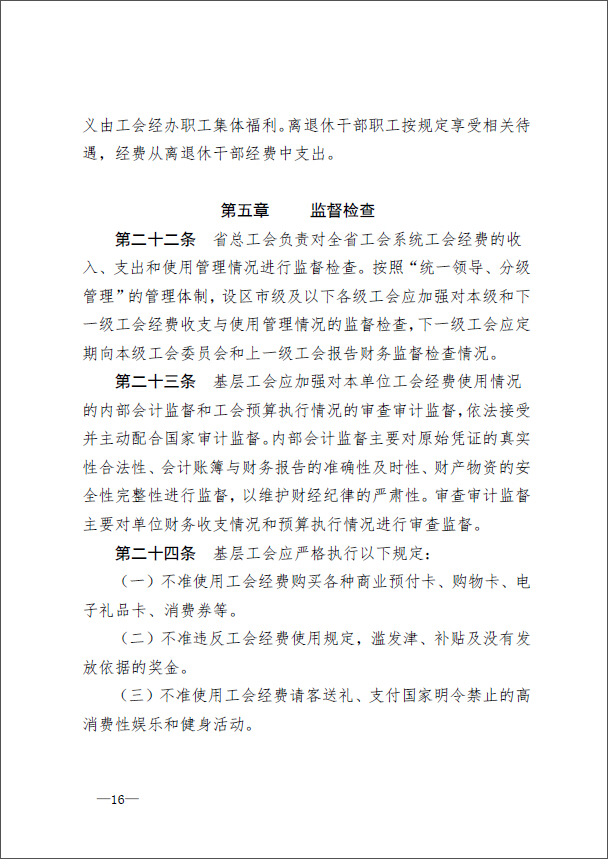 义由工会经办职工集体福利。离退休干部职工按规定享受相关待
遇，经费从离退休干部经费中支出。
第五章 监督检查
第二十二条 省总工会负责对全省工会系统工会经费的收
入、支出和使用管理情况进行监督检查。按照“统一领导、分级
管理”的管理体制，设区市级及以下各级工会应加强对本级和下
一级工会经费收支与使用管理情况的监督检查，下一级工会应定
期向本级工会委员会和上一级工会报告财务监督检查情况。
第二十三条 基层工会应加强对本单位工会经费使用情况
的内部会计监督和工会预算执行情况的审查审计监督，依法接受
并主动配合国家审计监督。内部会计监督主要对原始凭证的真实
性合法性、会计账簿与财务报告的准确性及时性、财产物资的安
全性完整性进行监督，以维护财经纪律的严肃性。审查审计监督
主要对单位财务收支情况和预算执行情况进行审查监督。
第二十四条 基层工会应严格执行以下规定：
（一）不准使用工会经费购买各种商业预付卡、购物卡、电
子礼品卡、消费券等。
（二）不准违反工会经费使用规定，滥发津、补贴及没有发
放依据的奖金。
（三）不准使用工会经费请客送礼、支付国家明令禁止的高
消费性娱乐和健身活动。
—16—